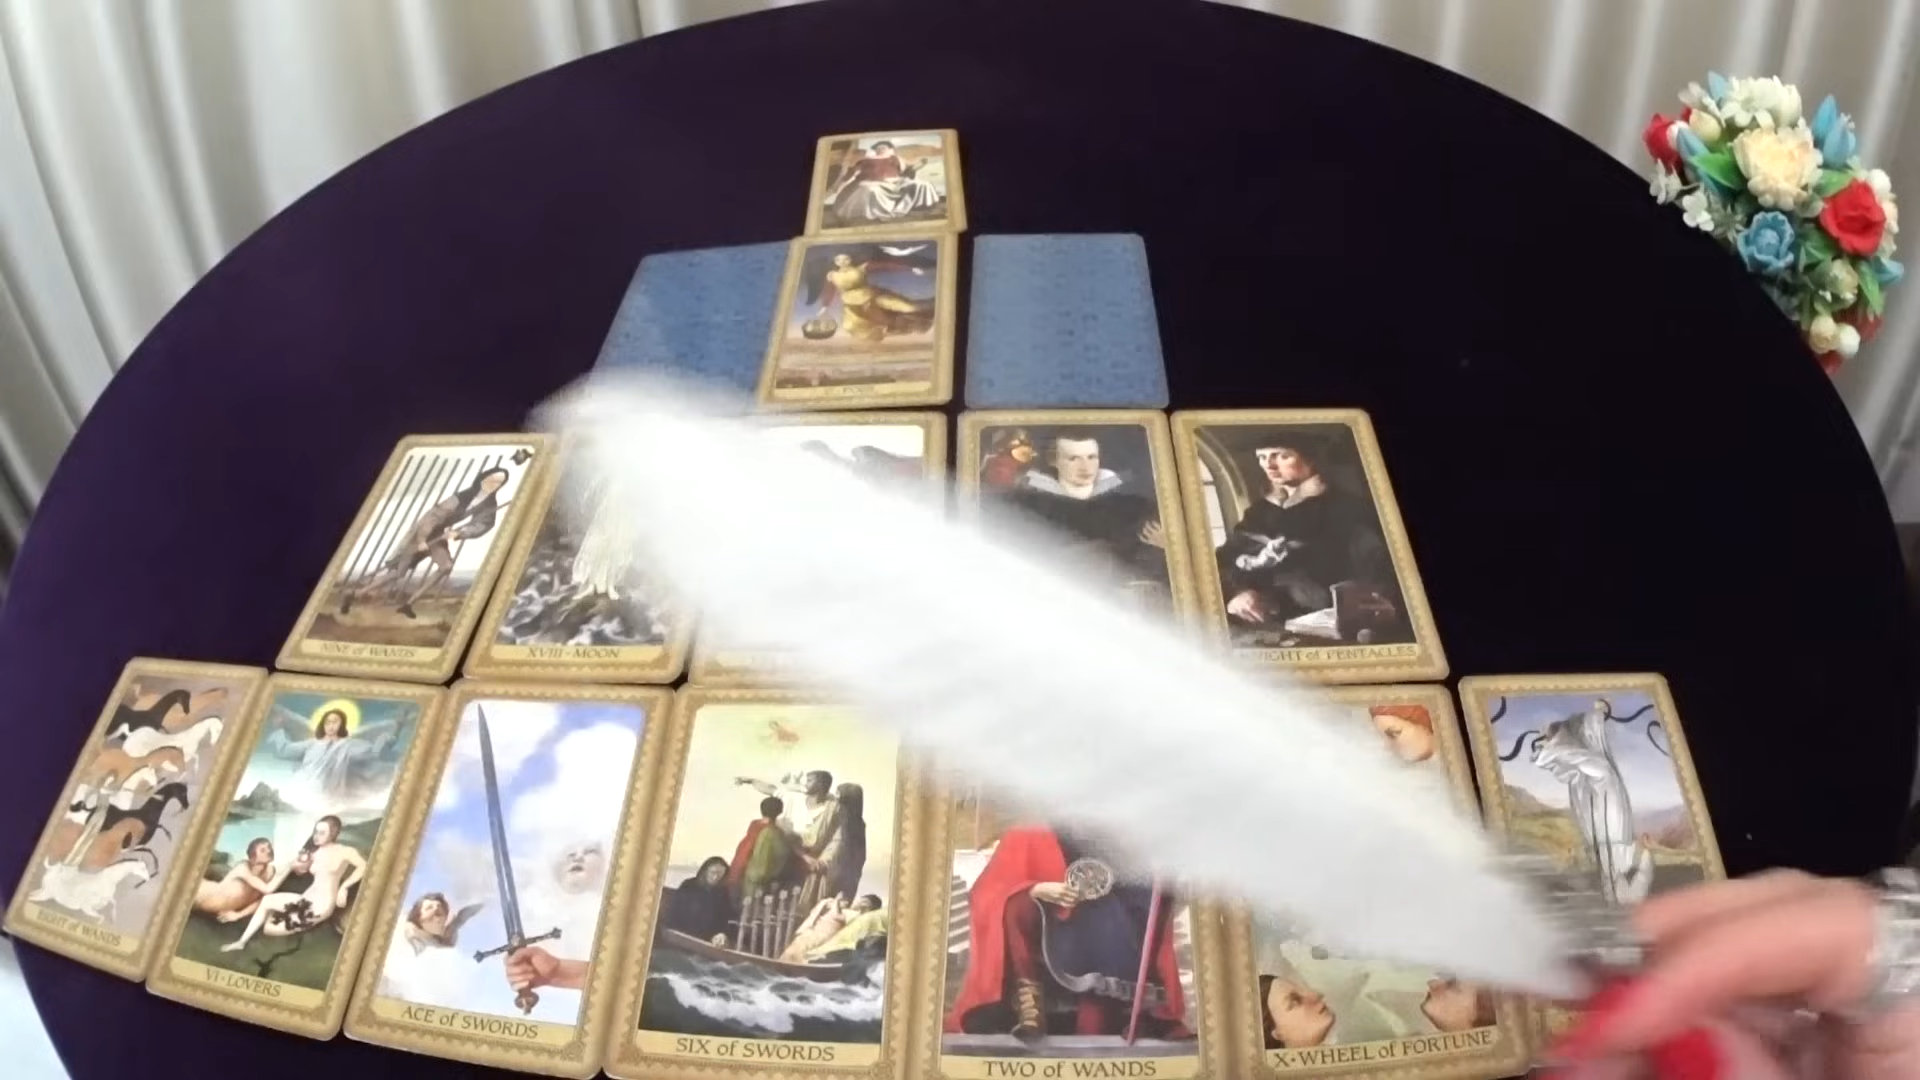 NINE of WANDS
XVIII • MOON
KNIGHT of PENTACLES
EIGHT of WANDS
VI • LOVERS
ACE of SWORDS
SIX of SWORDS
TWO of WANDS
X • WHEEL of FORTUNE